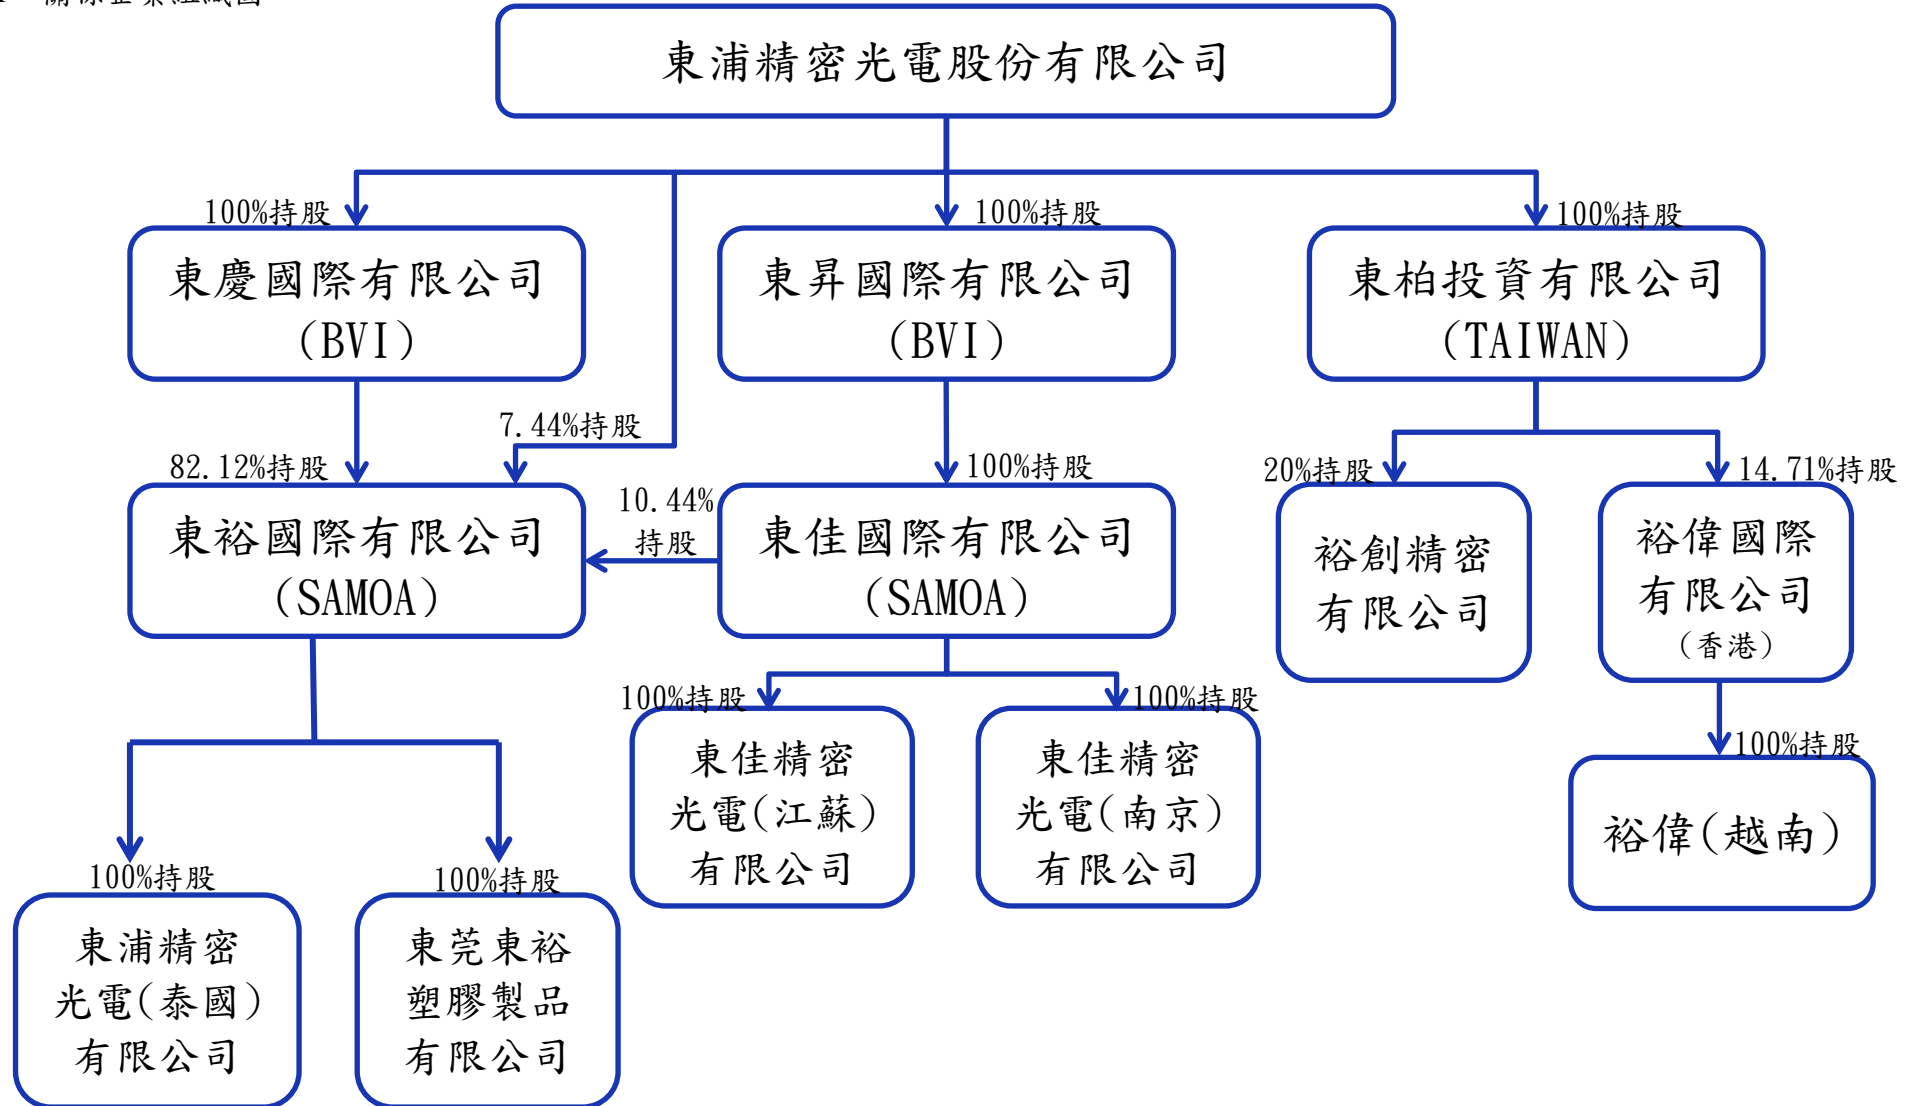 關係企業組織圖
東浦精密光電股份有限公司
100%持股
100%持股
100%持股
東慶國際有限公司
(BVI)
東昇國際有限公司
(BVI)
東柏投資有限公司
(TAIWAN)
7.44%持股
82.12%持股
100%持股
20%持股
14.71%持股
東裕國際有限公司
(SAMOA)
10.44%
持股
東佳國際有限公司
(SAMOA)
裕創精密
有限公司
裕偉國際
有限公司
(香港)
100%持股
100%持股
100%持股
東佳精密
光電(江蘇)
有限公司
東佳精密
光電(南京)
有限公司
裕偉(越南)
100%持股
100%持股
東浦精密
光電(泰國)
有限公司
東莞東裕
塑膠製品
有限公司